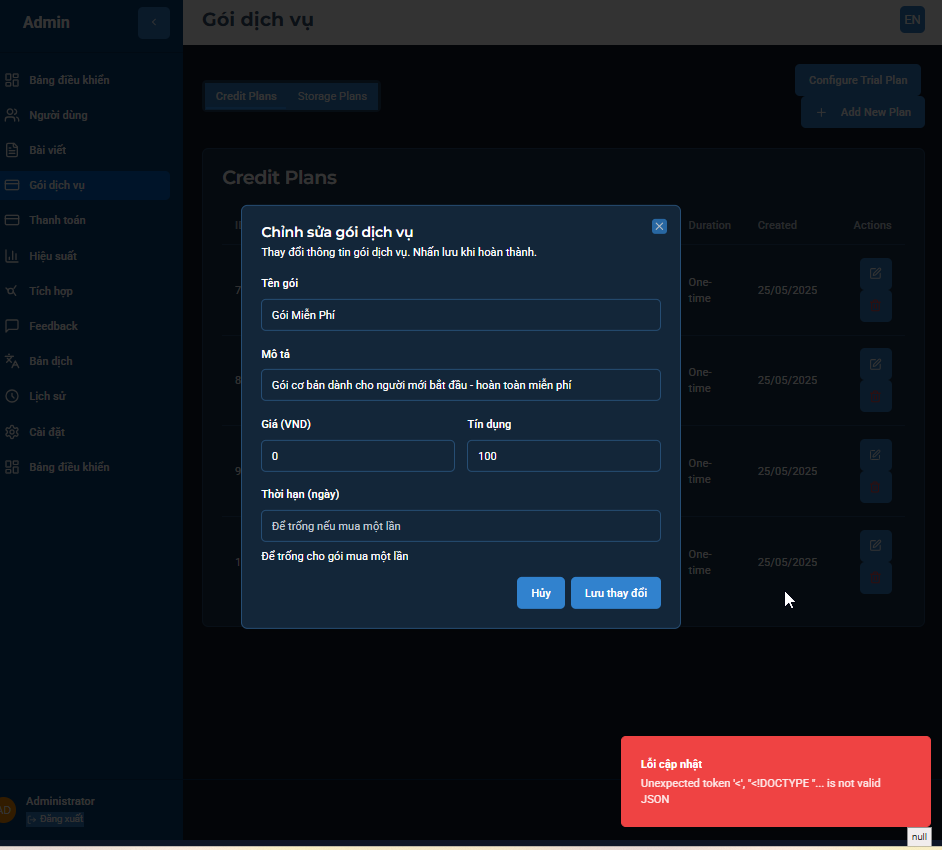 Admin
Gói dịch vụ
EN
Bảng điều khiển
Người dùng
Bài viết
Gói dịch vụ
Thanh toán
Hiệu suất
Tích hợp
Feedback
Bản dịch
Lịch sử
Cài đặt
Bảng điều khiển
Administrator
Đăng xuất
Credit Plans
Storage Plans
Configure Trial Plan
+ Add New Plan
Credit Plans
Duration
Created
Actions
7
One-
time
25/05/2025
8
One-
time
25/05/2025
9
One-
time
25/05/2025
1
One-
time
25/05/2025
Chỉnh sửa gói dịch vụ
Thay đổi thông tin gói dịch vụ. Nhấn lưu khi hoàn thành.
Tên gói
Gói Miễn Phí
Mô tả
Gói cơ bản dành cho người mới bắt đầu - hoàn toàn miễn phí
Giá (VND)
Tín dụng
0
100
Thời hạn (ngày)
Để trống nếu mua một lần
Để trống cho gói mua một lần
Hủy
Lưu thay đổi
Lỗi cập nhật
Unexpected token '<', "<!DOCTYPE "... is not valid
JSON
null